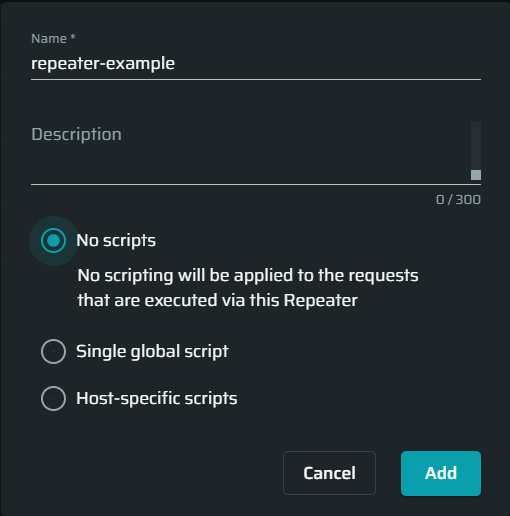 Name *
repeater-example
Description
0 / 300
No scripts
No scripting will be applied to the requests
that are executed via this Repeater
Single global script
Host-specific scripts
Cancel Add